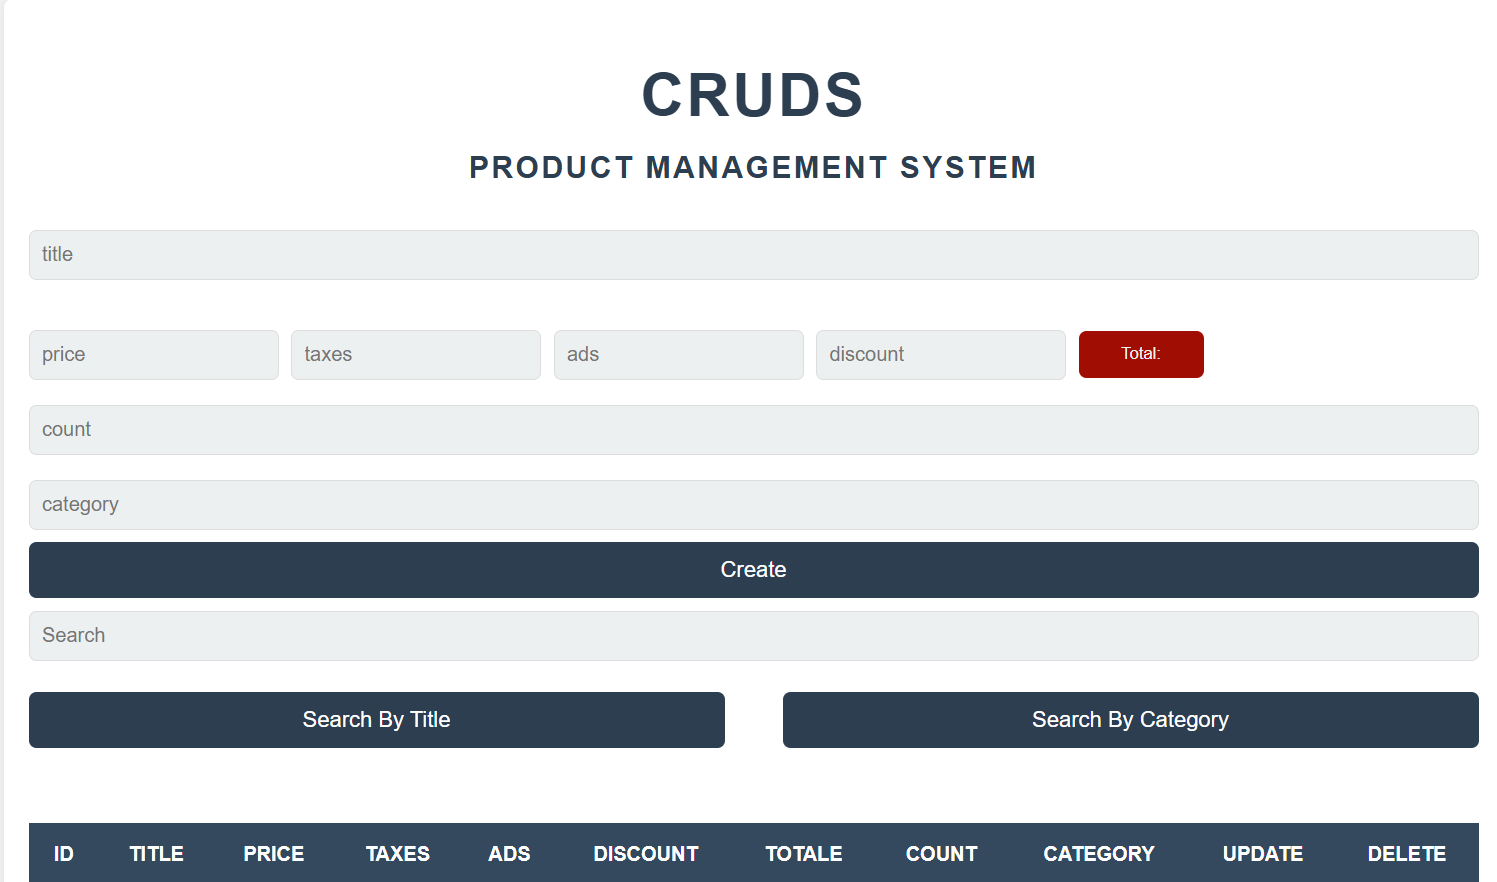 CRUDS
PRODUCT MANAGEMENT SYSTEM
title
price taxes ads discount Total:
count
category
Create
Search
Search By Title Search By Category
ID TITLE PRICE TAXES ADS DISCOUNT TOTALE COUNT CATEGORY UPDATE DELETE